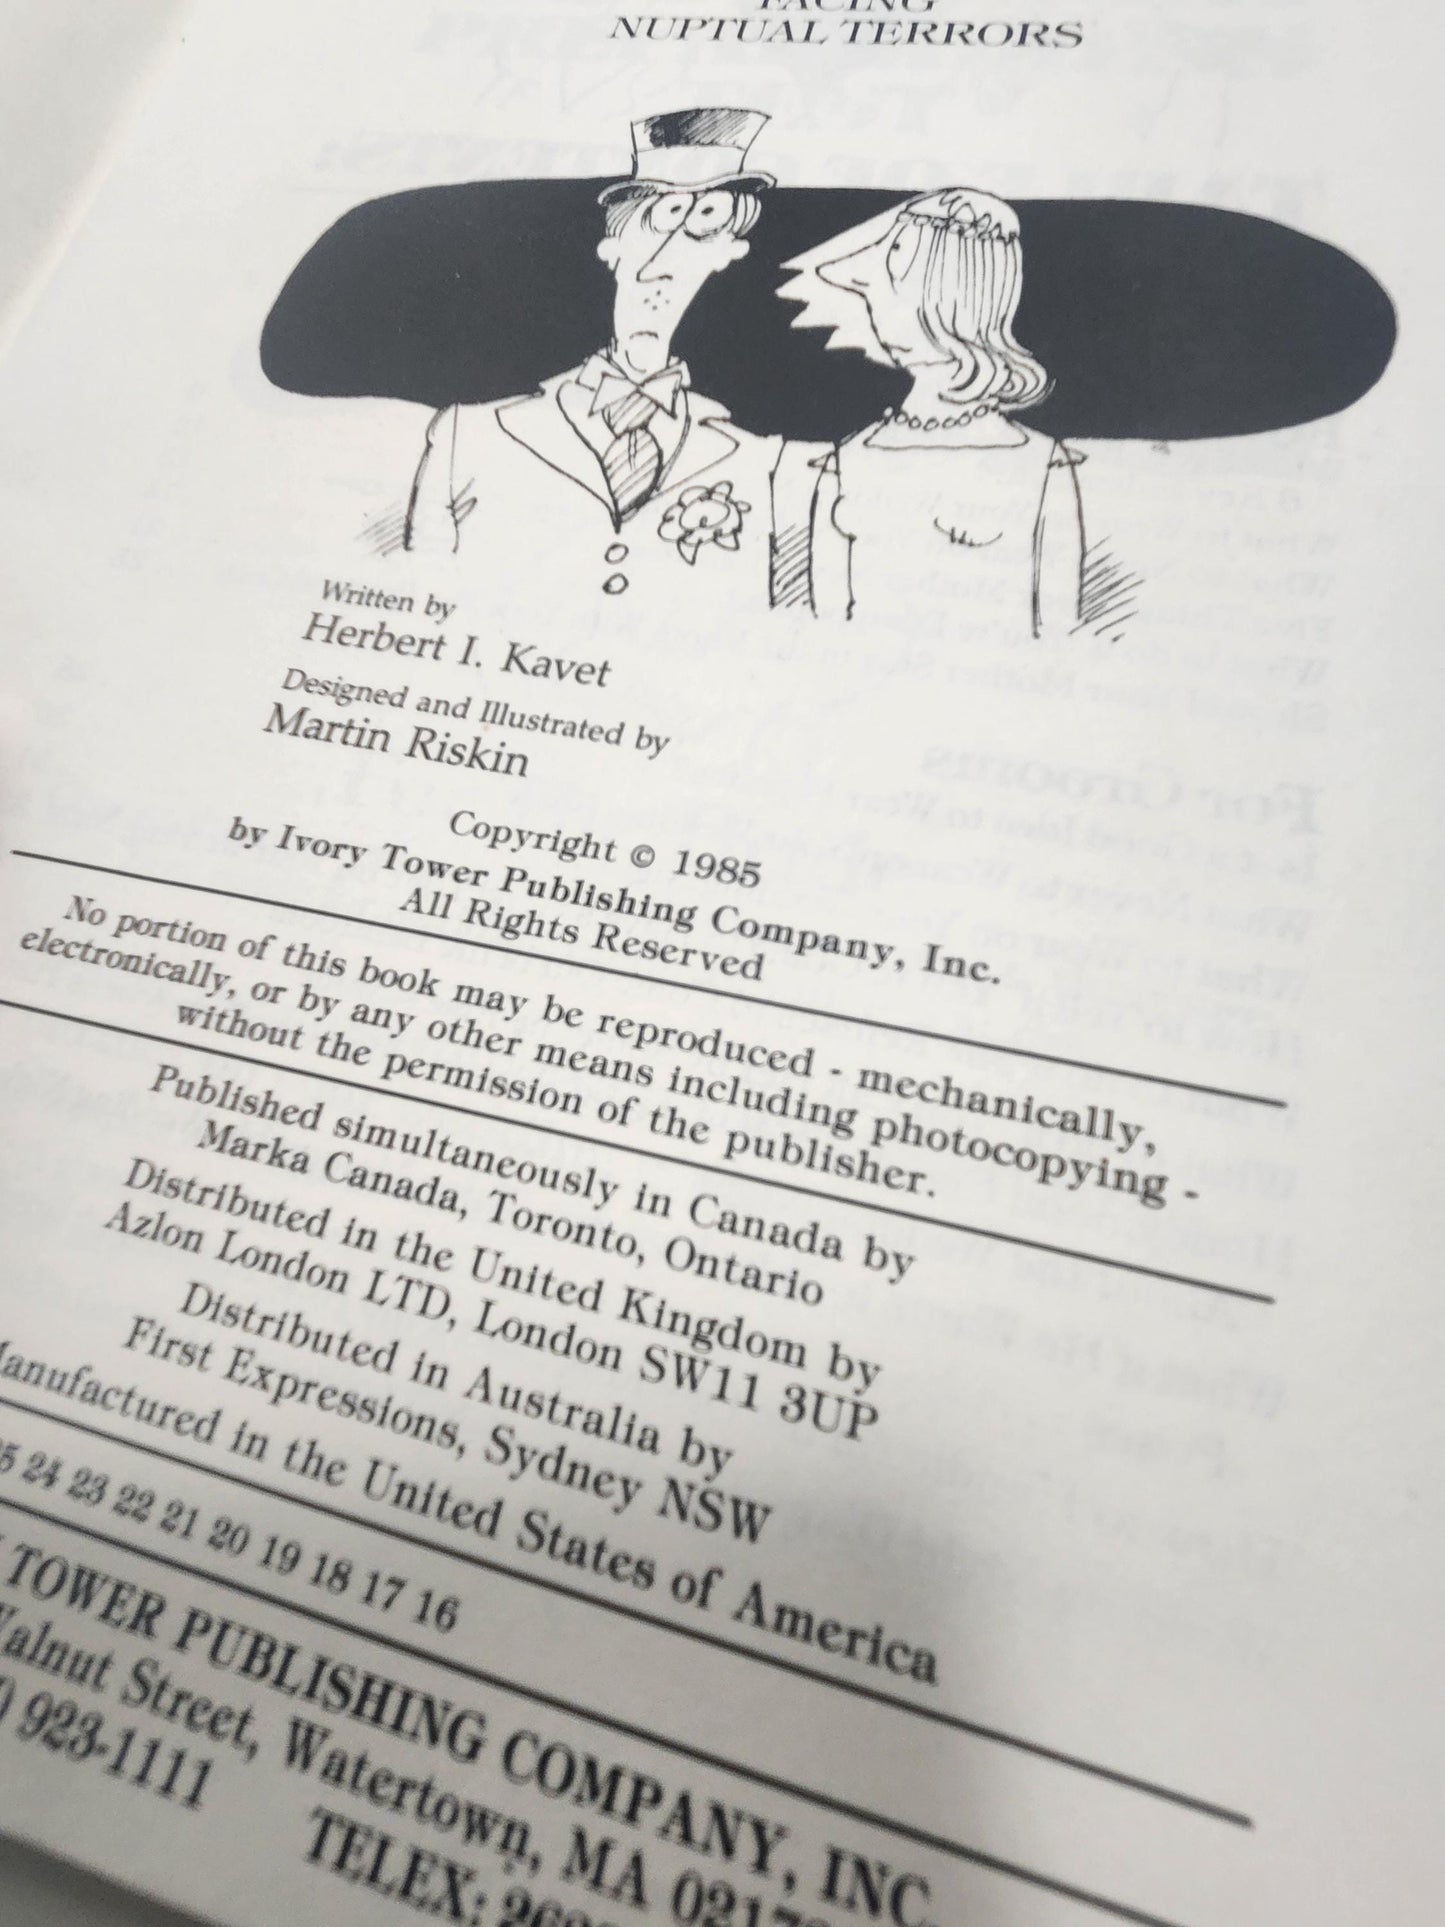 FACING
NUPTUAL TERRORS
Written by
Herbert I. Kavet
Designed and Illustrated by
Martin Riskin
Copyright © 1985
by Ivory Tower Publishing Company, Inc.
All Rights Reserved
No portion of this book may be reproduced - mechanically,
electronically, or by any other means including photocopying -
without the permission of the publisher.
Published simultaneously in Canada by
Marka Canada, Toronto, Ontario
Distributed in the United Kingdom by
Azlon London LTD, London SW11 3UP
Distributed in Australia by
First Expressions, Sydney NSW
Manufactured in the United States of America
24 23 22 21 20 19 18 17 16
TOWER PUBLISHING COMPANY, INC.
Walnut Street, Watertown, MA
923-1111
TELEX: